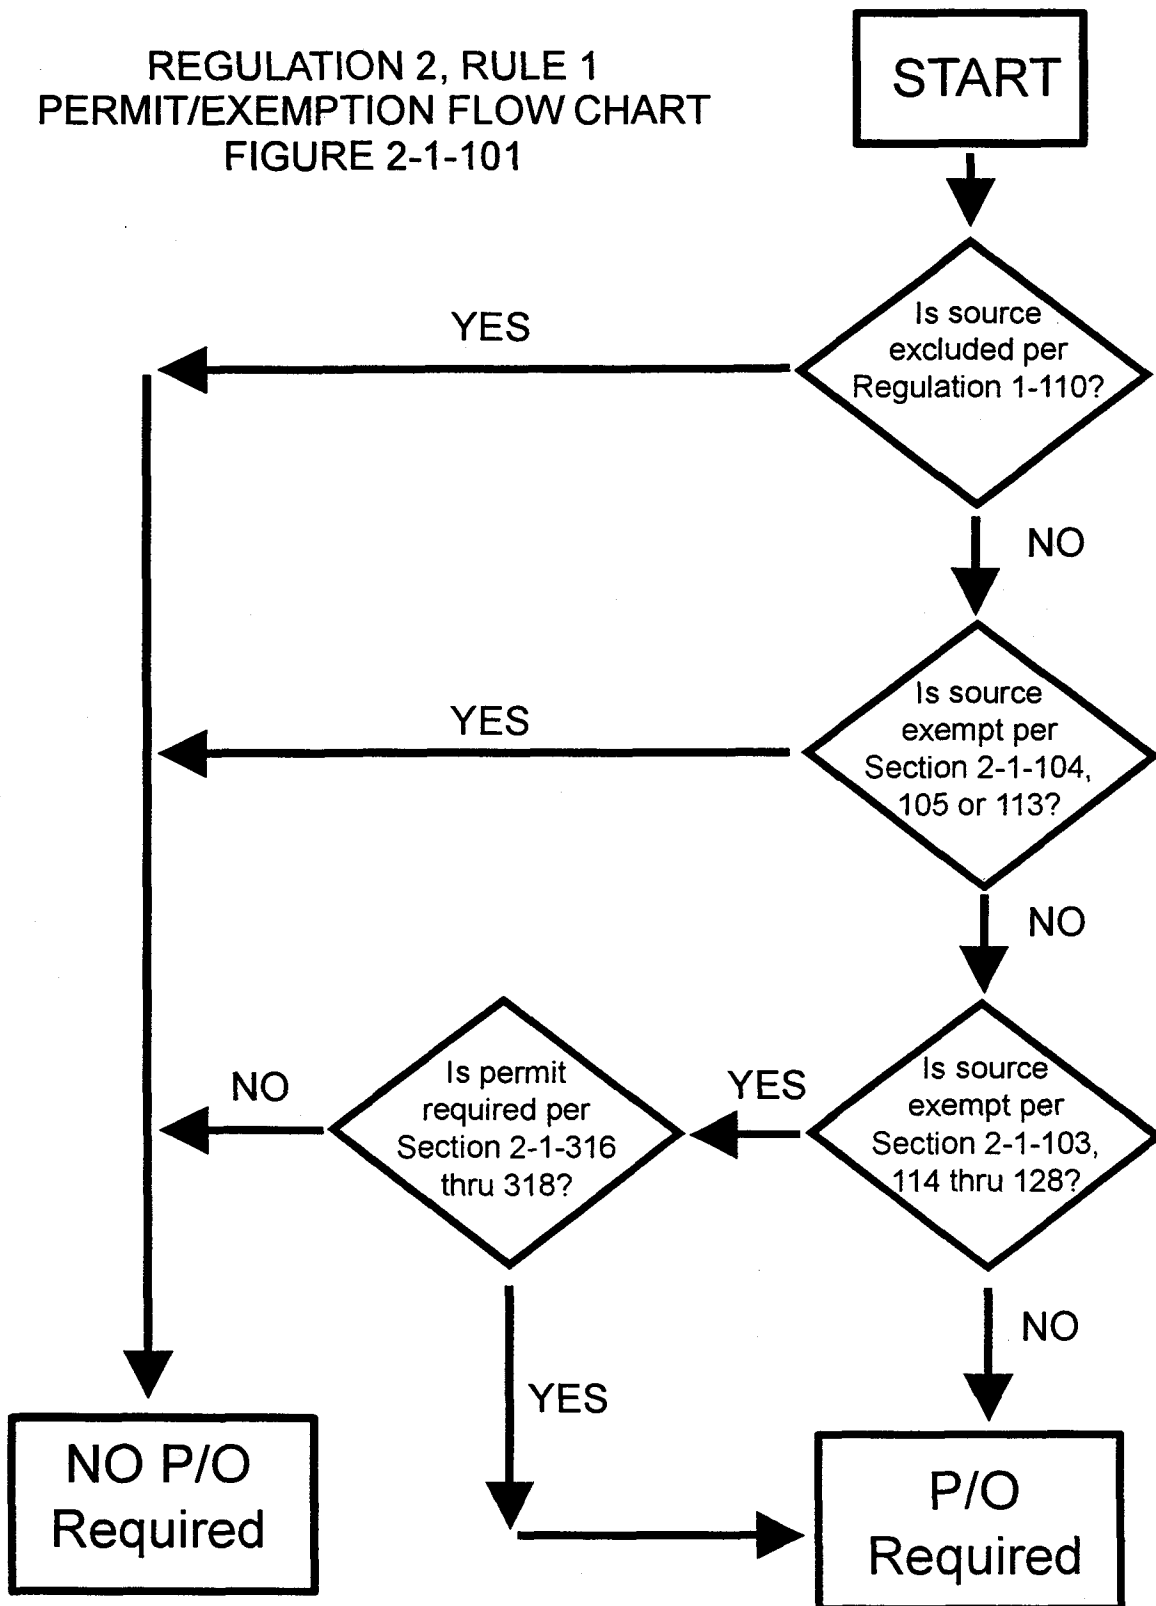 REGULATION 2, RULE 1
PERMIT/EXEMPTION FLOW CHART
FIGURE 2-1-101
START
Is source
excluded per
Regulation 1-110?
YES
NO
Is source
exempt per
Section 2-1-104,
105 or 113?
YES
NO
Is source
exempt per
Section 2-1-103,
114 thru 128?
YES
Is permit
required per
Section 2-1-316
thru 318?
NO
NO
YES
NO P/O
Required
P/O
Required